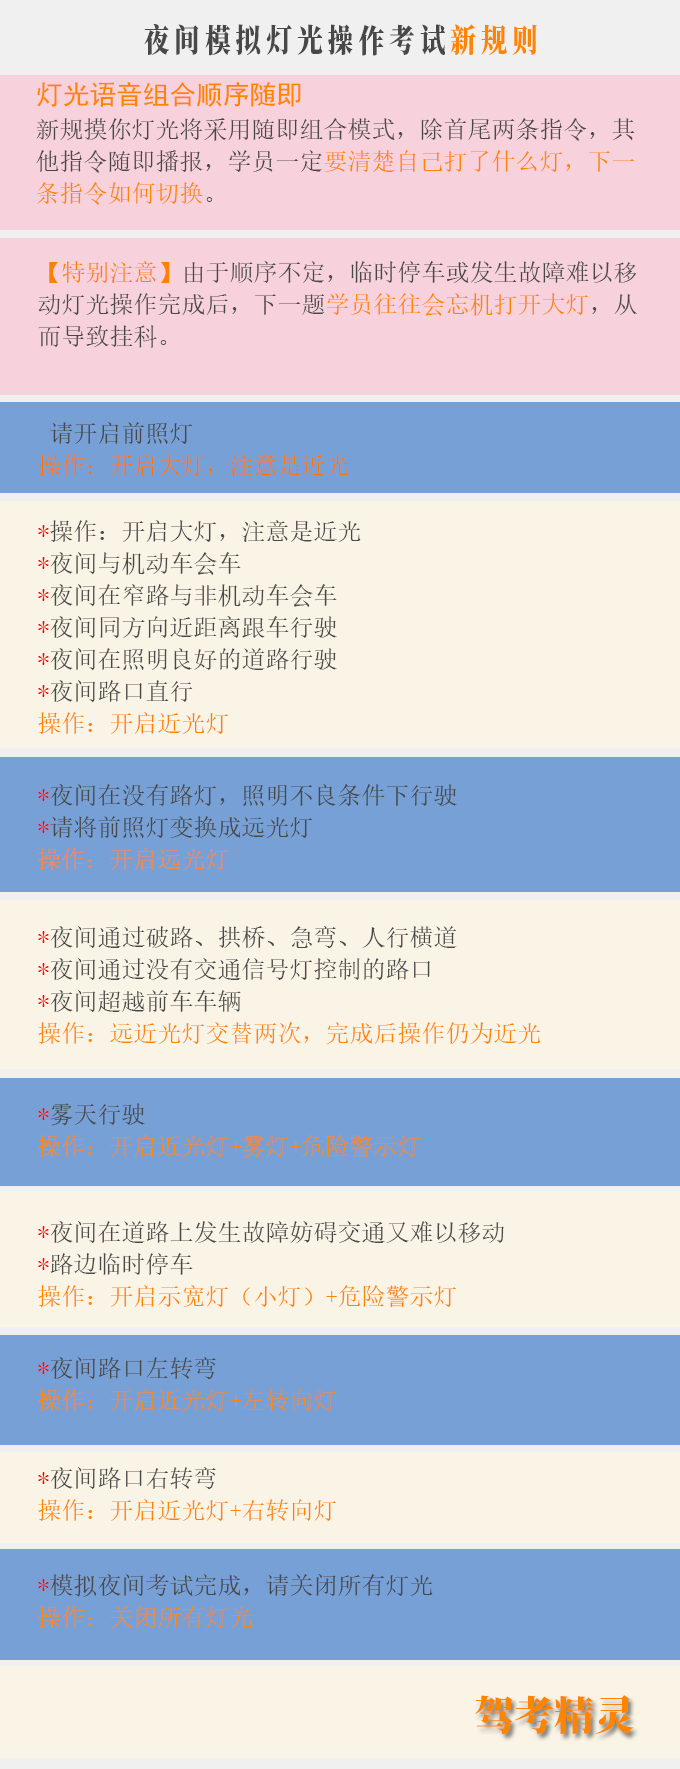 夜间模拟灯光操作考试新规则
灯光语音组合顺序随即
新规摸你灯光将采用随即组合模式，除首尾两条指令，其
他指令随即播报，学员一定要清楚自己打了什么灯，下一
条指令如何切换。
【特别注意】由于顺序不定，临时停车或发生故障难以移
动灯光操作完成后，下一题学员往往会忘机打开大灯，从
而导致挂科。
请开启前照灯
操作：开启大灯，注意是近光
*操作：开启大灯，注意是近光
*夜间与机动车会车
*夜间在窄路与非机动车会车
*夜间同方向近距离跟车行驶
*夜间在照明良好的道路行驶
*夜间路口直行
操作：开启近光灯
*夜间在没有路灯，照明不良条件下行驶
*请将前照灯变换成远光灯
操作：开启远光灯
*夜间通过破路、拱桥、急弯、人行横道
*夜间通过没有交通信号灯控制的路口
*夜间超越前车车辆
操作：远近光灯交替两次，完成后操作仍为近光
*雾天行驶
操作：开启近光灯+雾灯+危险警示灯
*夜间在道路上发生故障妨碍交通又难以移动
*路边临时停车
操作：开启示宽灯（小灯）+危险警示灯
*夜间路口左转弯
操作：开启近光灯+左转向灯
*夜间路口右转弯
操作：开启近光灯+右转向灯
*模拟夜间考试完成，请关闭所有灯光
操作：关闭所有灯光
驾考精灵